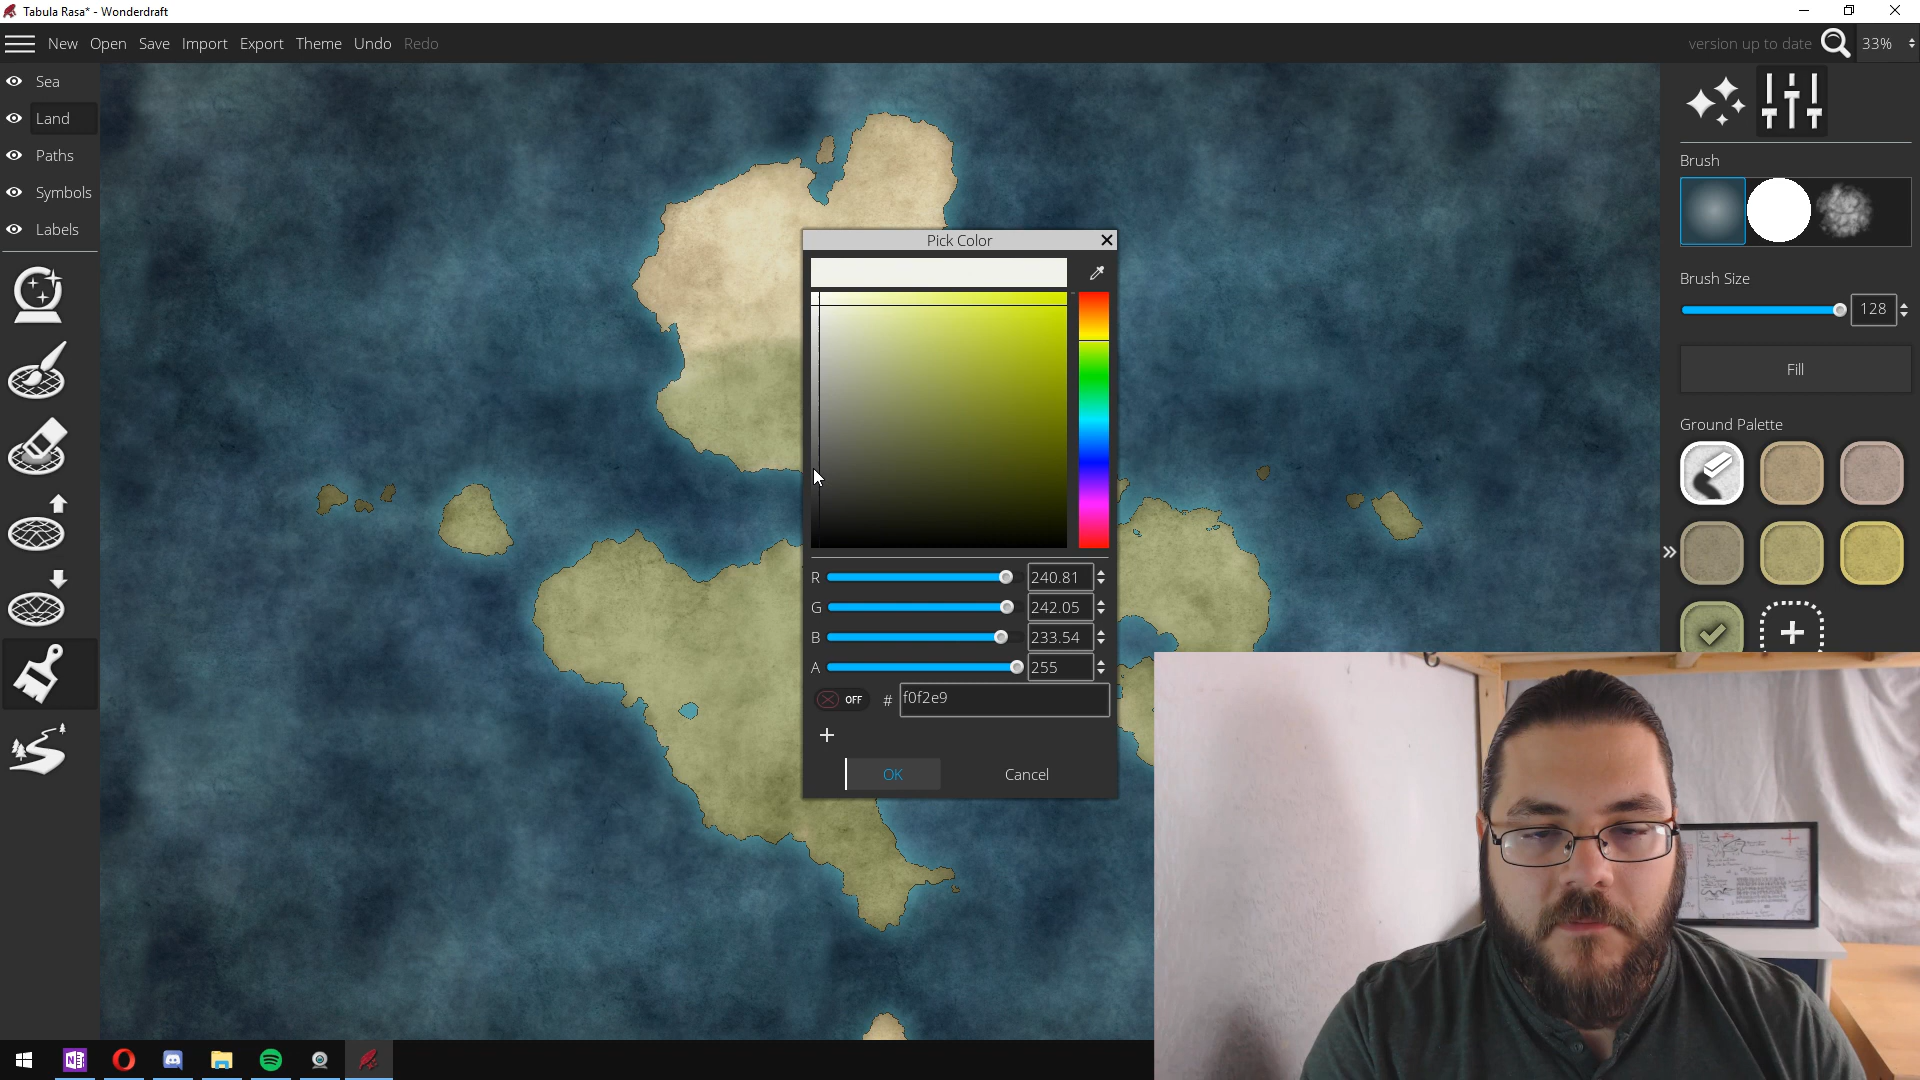 Tabula Rasa* - Wonderdraft
New Open Save Import Export Theme Undo Redo
version up to date 33%
Sea
Land
Paths
Symbols
Labels
Brush
Brush Size
128
Fill
Ground Palette
Pick Color
R 240.81
G 242.05
B 233.54
A 255
OFF # f0f2e9
+
OK Cancel